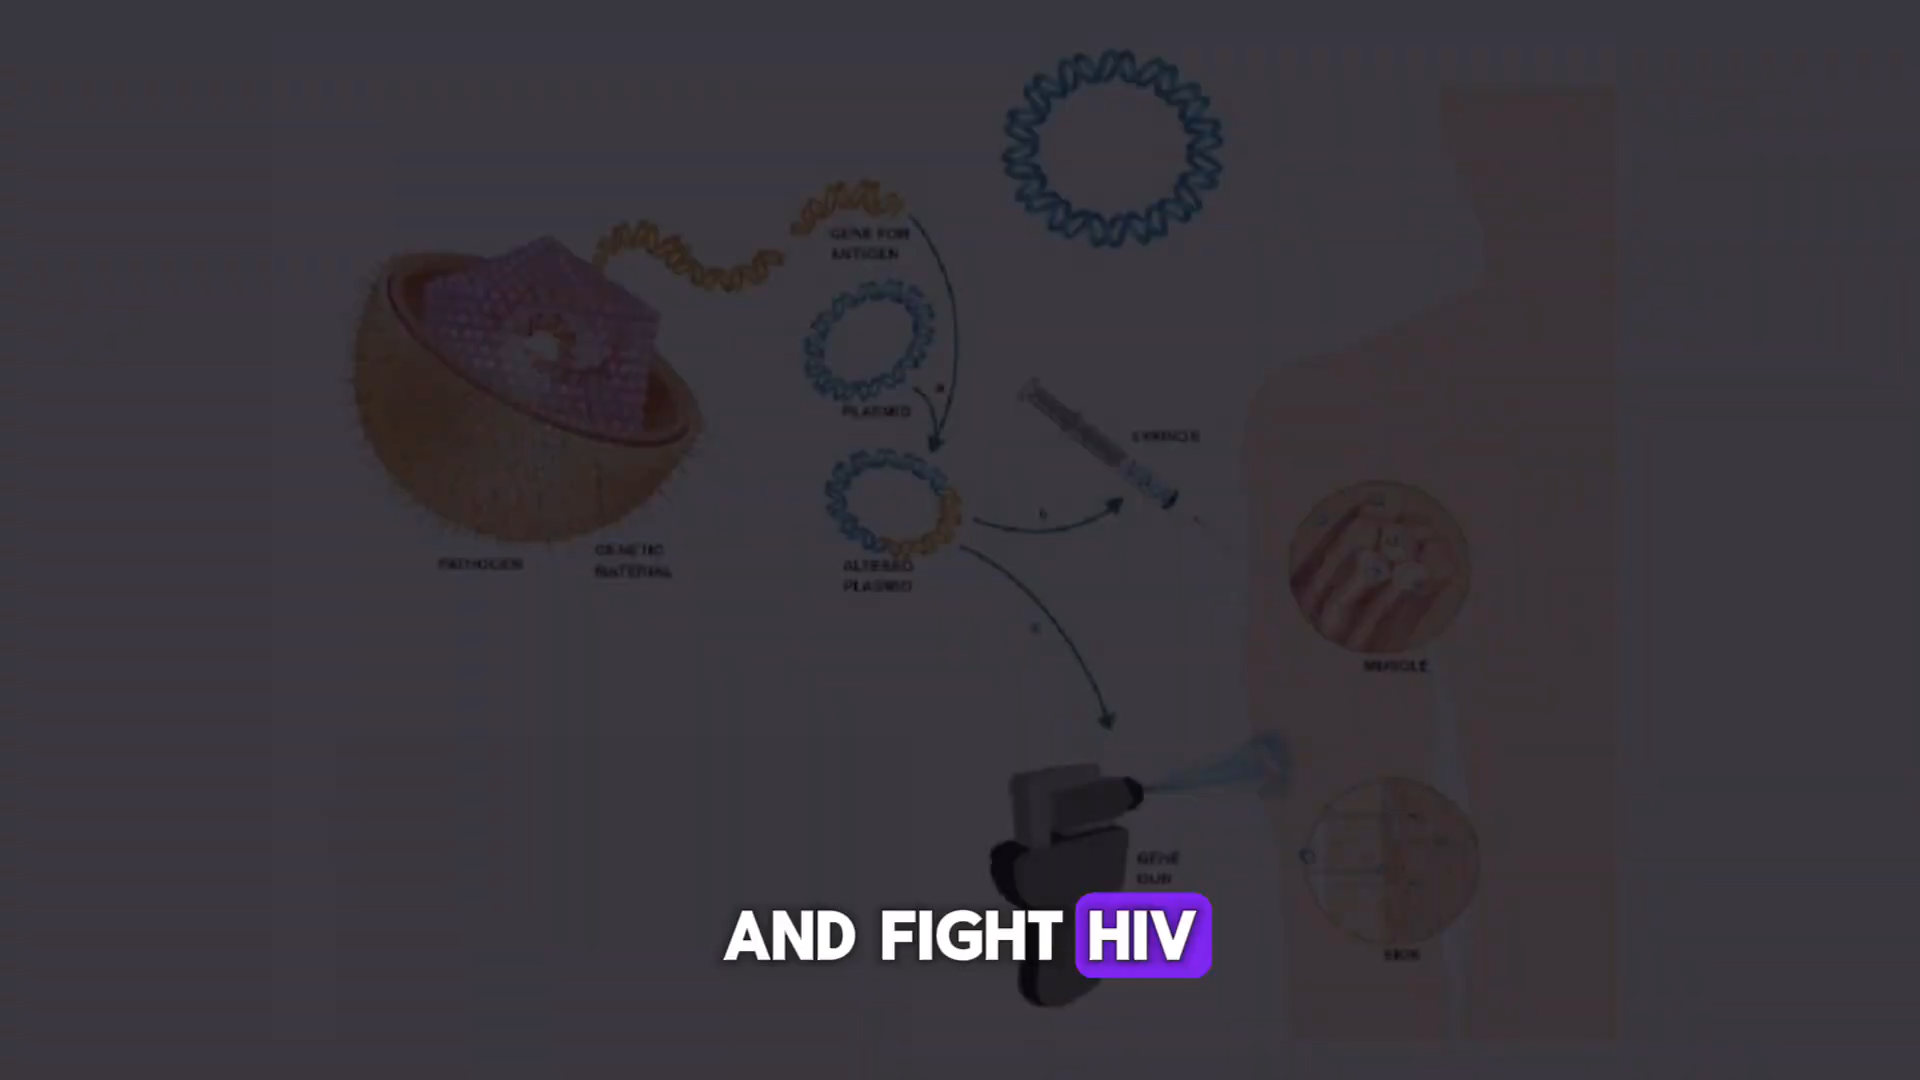 GENE FOR
ANTIGEN
PLASMID
a
SYRINGE
b
PATHOGEN
GENETIC
MATERIAL
ALTERED
PLASMID
MUSCLE
GENE
GUN
AND FIGHT HIV
SKIN